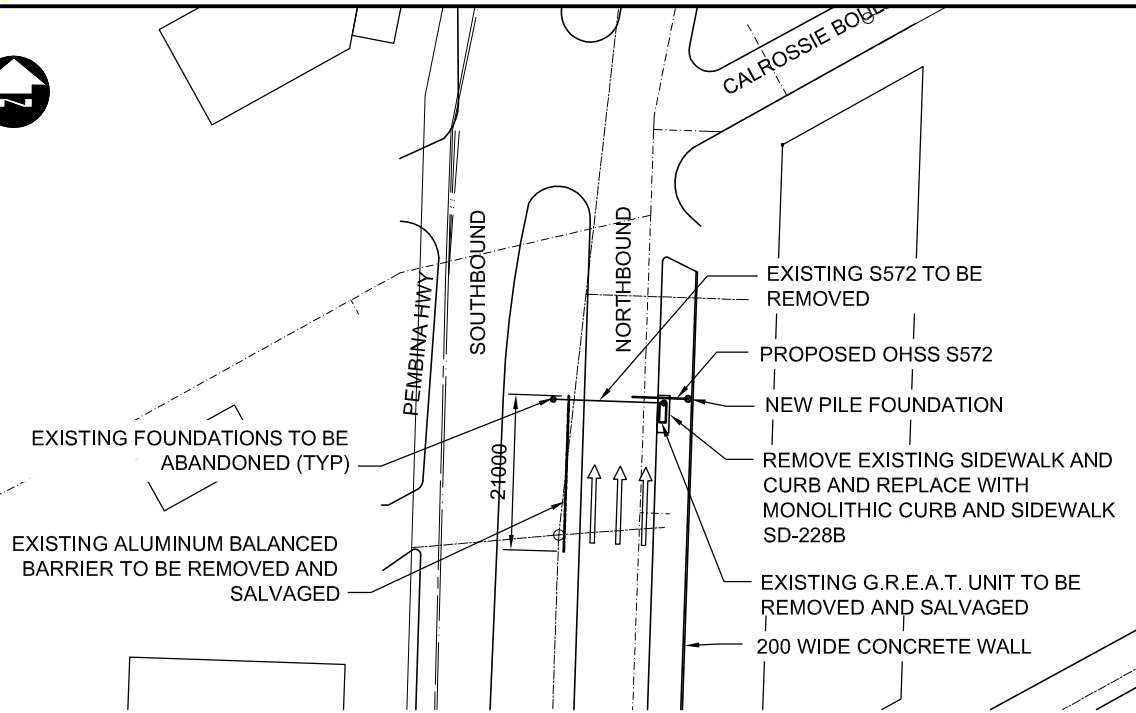 CALROSSIE BOULE
N
PEMBINA HWY
SOUTHBOUND
NORTHBOUND
21000
EXISTING S572 TO BE
REMOVED
PROPOSED OHSS S572
NEW PILE FOUNDATION
REMOVE EXISTING SIDEWALK AND
CURB AND REPLACE WITH
MONOLITHIC CURB AND SIDEWALK
SD-228B
EXISTING G.R.E.A.T. UNIT TO BE
REMOVED AND SALVAGED
200 WIDE CONCRETE WALL
EXISTING FOUNDATIONS TO BE
ABANDONED (TYP)
EXISTING ALUMINUM BALANCED
BARRIER TO BE REMOVED AND
SALVAGED